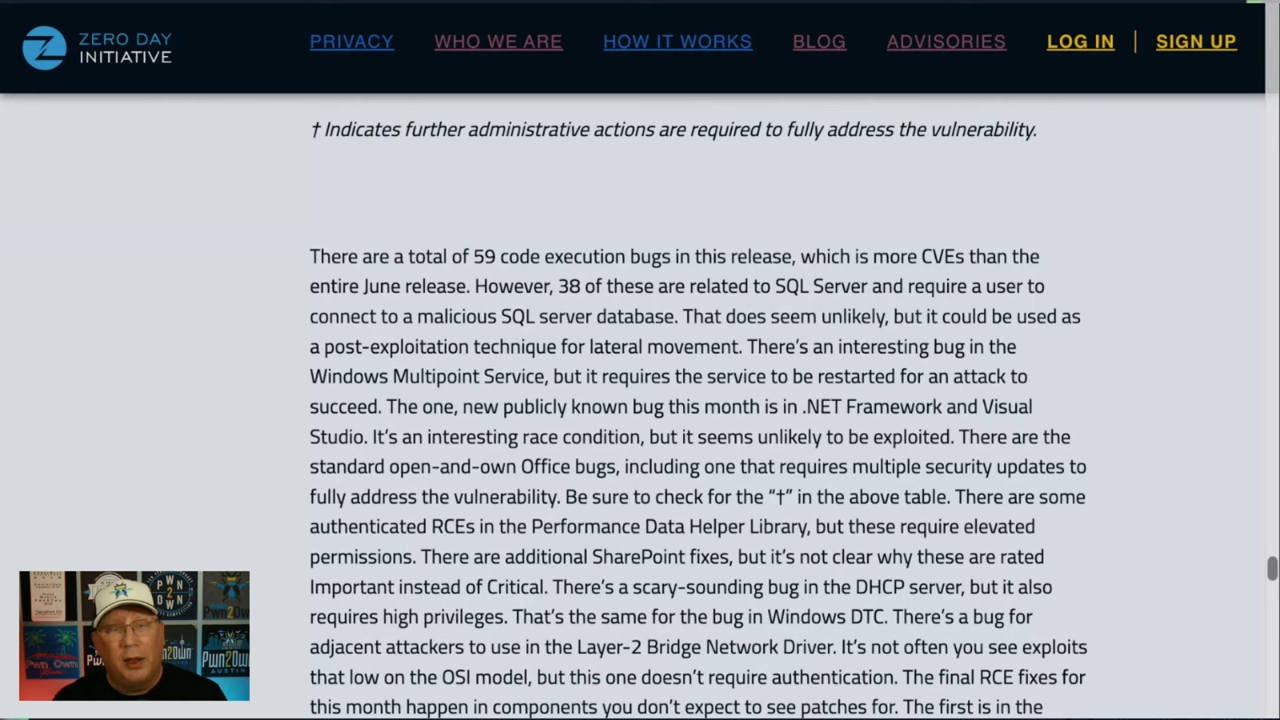 ZERO DAY
INITIATIVE
PRIVACY
WHO WE ARE
HOW IT WORKS
BLOG
ADVISORIES
LOG IN
SIGN UP
† Indicates further administrative actions are required to fully address the vulnerability.
There are a total of 59 code execution bugs in this release, which is more CVEs than the
entire June release. However, 38 of these are related to SQL Server and require a user to
connect to a malicious SQL server database. That does seem unlikely, but it could be used as
a post-exploitation technique for lateral movement. There’s an interesting bug in the
Windows Multipoint Service, but it requires the service to be restarted for an attack to
succeed. The one, new publicly known bug this month is in .NET Framework and Visual
Studio. It’s an interesting race condition, but it seems unlikely to be exploited. There are the
standard open-and-own Office bugs, including one that requires multiple security updates to
fully address the vulnerability. Be sure to check for the “†” in the above table. There are some
authenticated RCEs in the Performance Data Helper Library, but these require elevated
permissions. There are additional SharePoint fixes, but it’s not clear why these are rated
Important instead of Critical. There’s a scary-sounding bug in the DHCP server, but it also
requires high privileges. That’s the same for the bug in Windows DTC. There’s a bug for
adjacent attackers to use in the Layer-2 Bridge Network Driver. It’s not often you see exploits
that low on the OSI model, but this one doesn’t require authentication. The final RCE fixes for
this month happen in components you don’t expect to see patches for. The first is in the
PWN
2
OWN
Pwn2Own
Pwn Own
Pwn2Own
AUSTIN